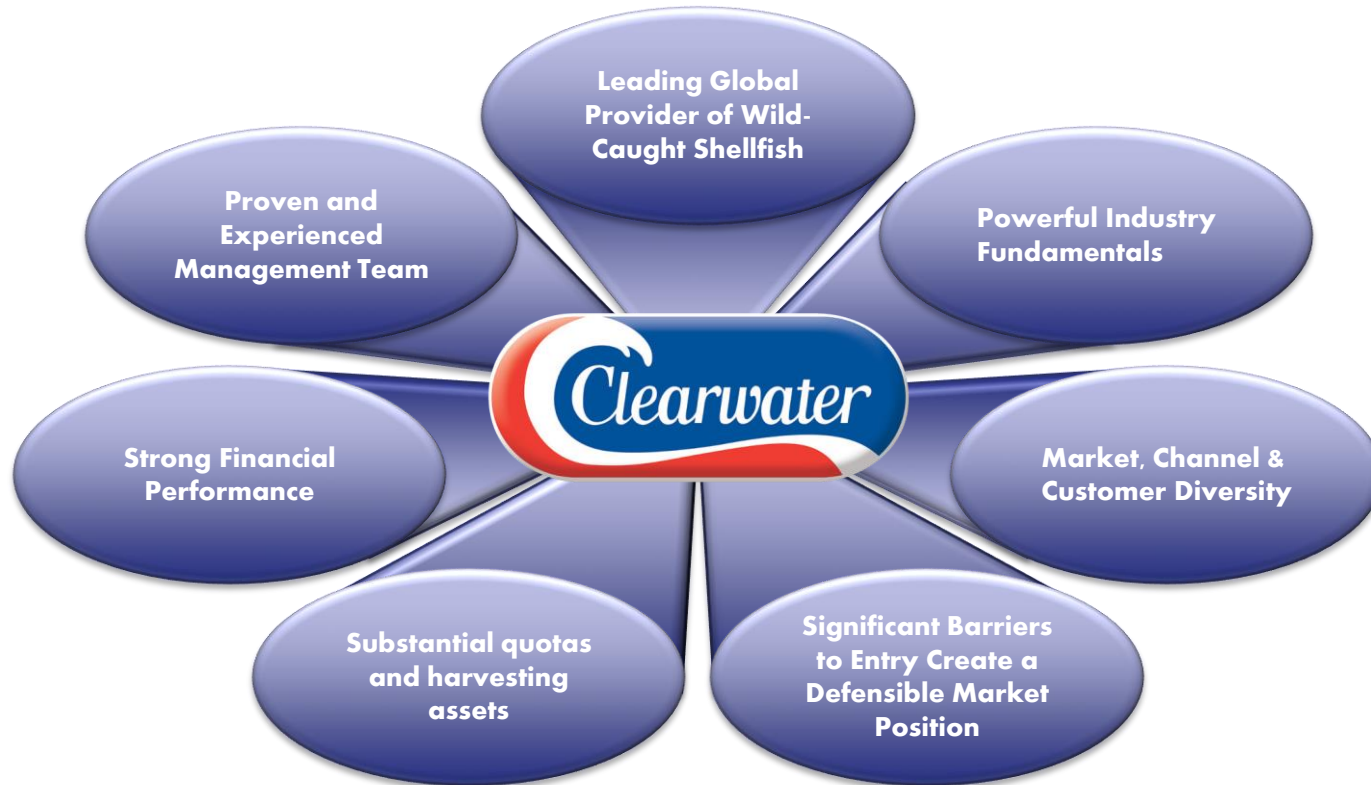 Leading Global
Provider of Wild-
Caught Shellfish
Proven and
Experienced
Management Team
Powerful Industry
Fundamentals
Clearwater
Strong Financial
Performance
Market, Channel &
Customer Diversity
Substantial quotas
and harvesting
assets
Significant Barriers
to Entry Create a
Defensible Market
Position